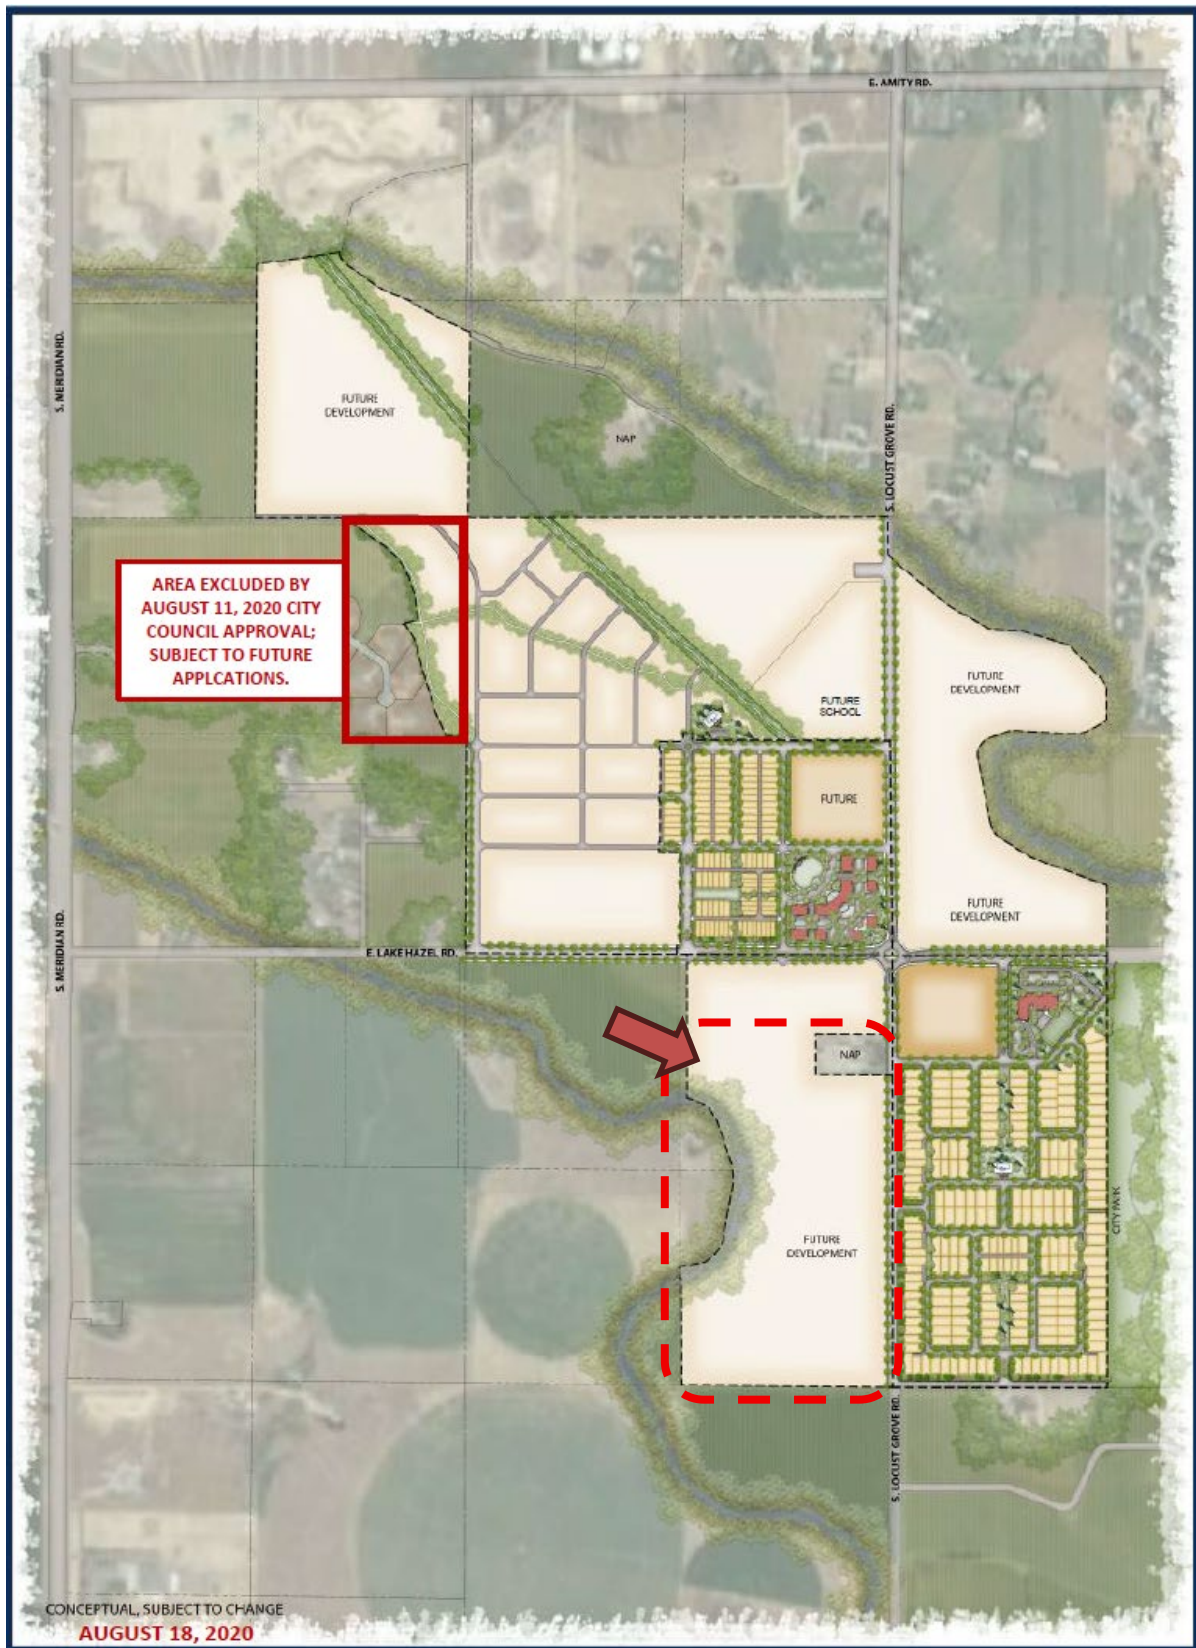 E. AMITY RD.
S. MERIDIAN RD.
FUTURE
DEVELOPMENT
NAP
S. LOCUST GROVE RD.
AREA EXCLUDED BY
AUGUST 11, 2020 CITY
COUNCIL APPROVAL;
SUBJECT TO FUTURE
APPLCATIONS.
FUTURE
DEVELOPMENT
FUTURE
SCHOOL
FUTURE
FUTURE
DEVELOPMENT
S. MERIDIAN RD.
E. LAKE HAZEL RD.
NAP
CITY PARK
FUTURE
DEVELOPMENT
S. LOCUST GROVE RD.
CONCEPTUAL, SUBJECT TO CHANGE
AUGUST 18, 2020